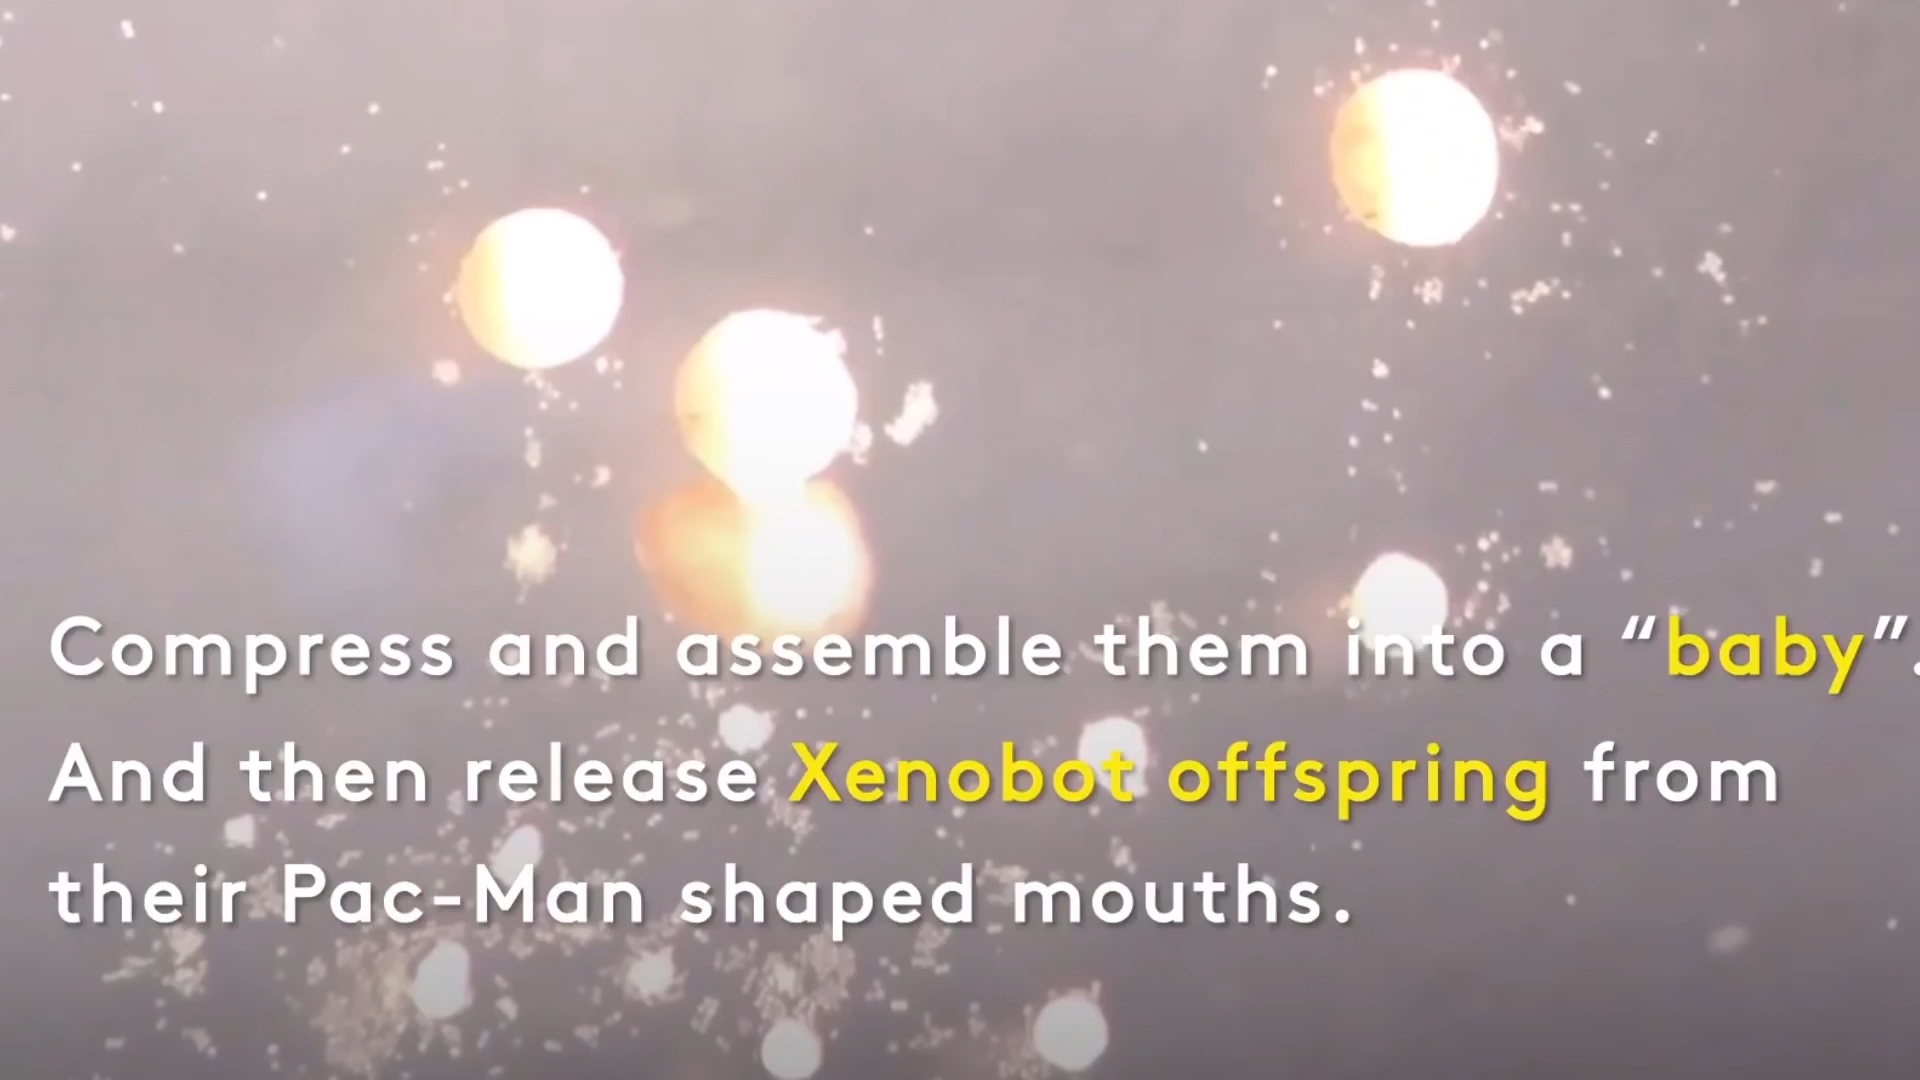 Compress and assemble them into a “baby”.
And then release Xenobot offspring from
their Pac-Man shaped mouths.